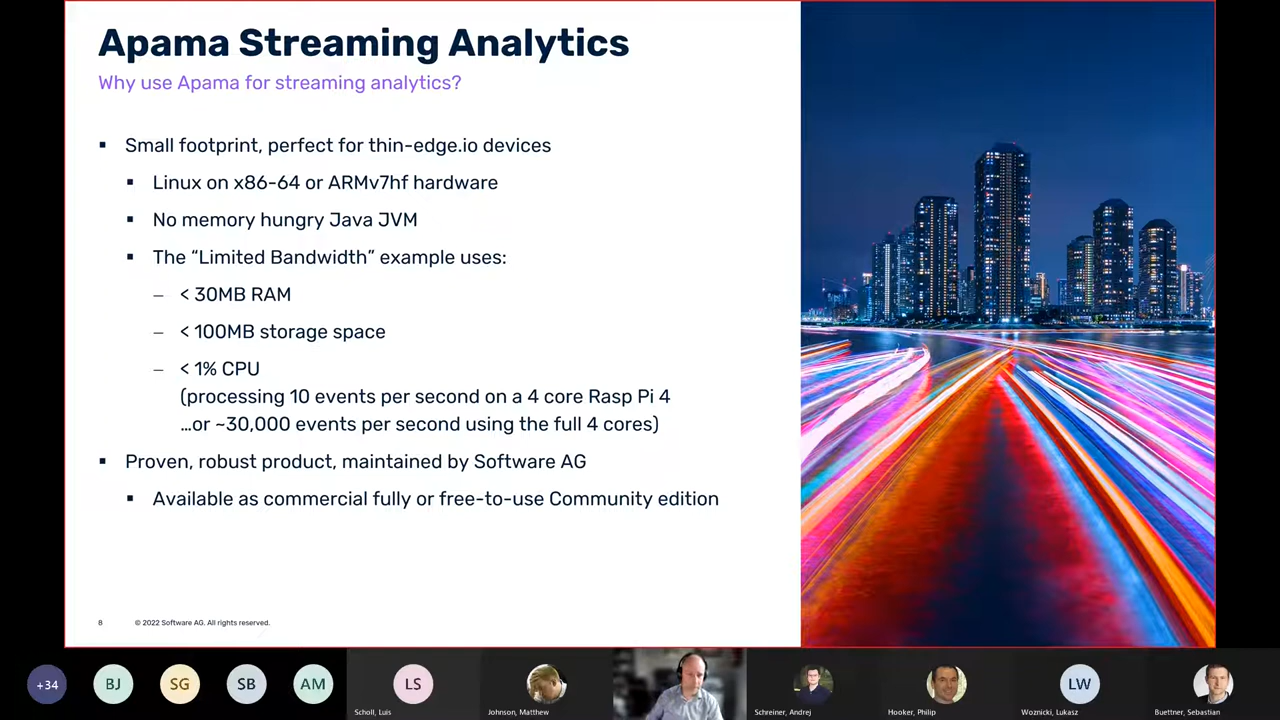 Apama Streaming Analytics
Why use Apama for streaming analytics?
▪ Small footprint, perfect for thin-edge.io devices
▪ Linux on x86-64 or ARMv7hf hardware
▪ No memory hungry Java JVM
▪ The “Limited Bandwidth” example uses:
– < 30MB RAM
– < 100MB storage space
– < 1% CPU
(processing 10 events per second on a 4 core Rasp Pi 4
…or ~30,000 events per second using the full 4 cores)
▪ Proven, robust product, maintained by Software AG
▪ Available as commercial fully or free-to-use Community edition
8 © 2022 Software AG. All rights reserved.
+34 BJ SG SB AM LS LW
Scholl, Luis Johnson, Matthew Schreiner, Andrej Hooker, Philip Woznicki, Lukasz Buettner, Sebastian